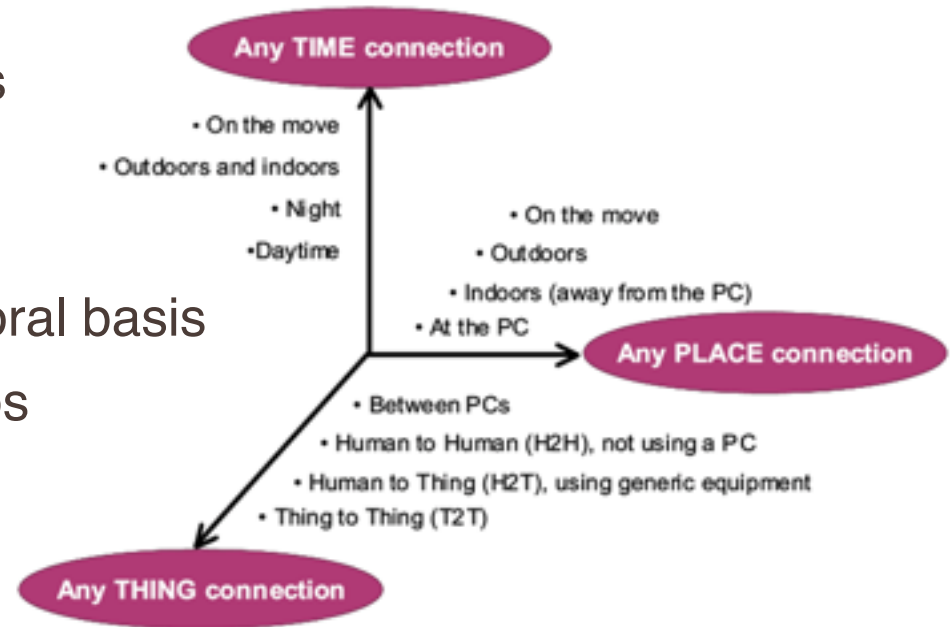 Any TIME connection
s
• On the move
• Outdoors and indoors
• Night
•Daytime
• On the move
• Outdoors
• Indoors (away from the PC)
oral basis
• At the PC
Any PLACE connection
os
• Between PCs
• Human to Human (H2H), not using a PC
• Human to Thing (H2T), using generic equipment
• Thing to Thing (T2T)
Any THING connection